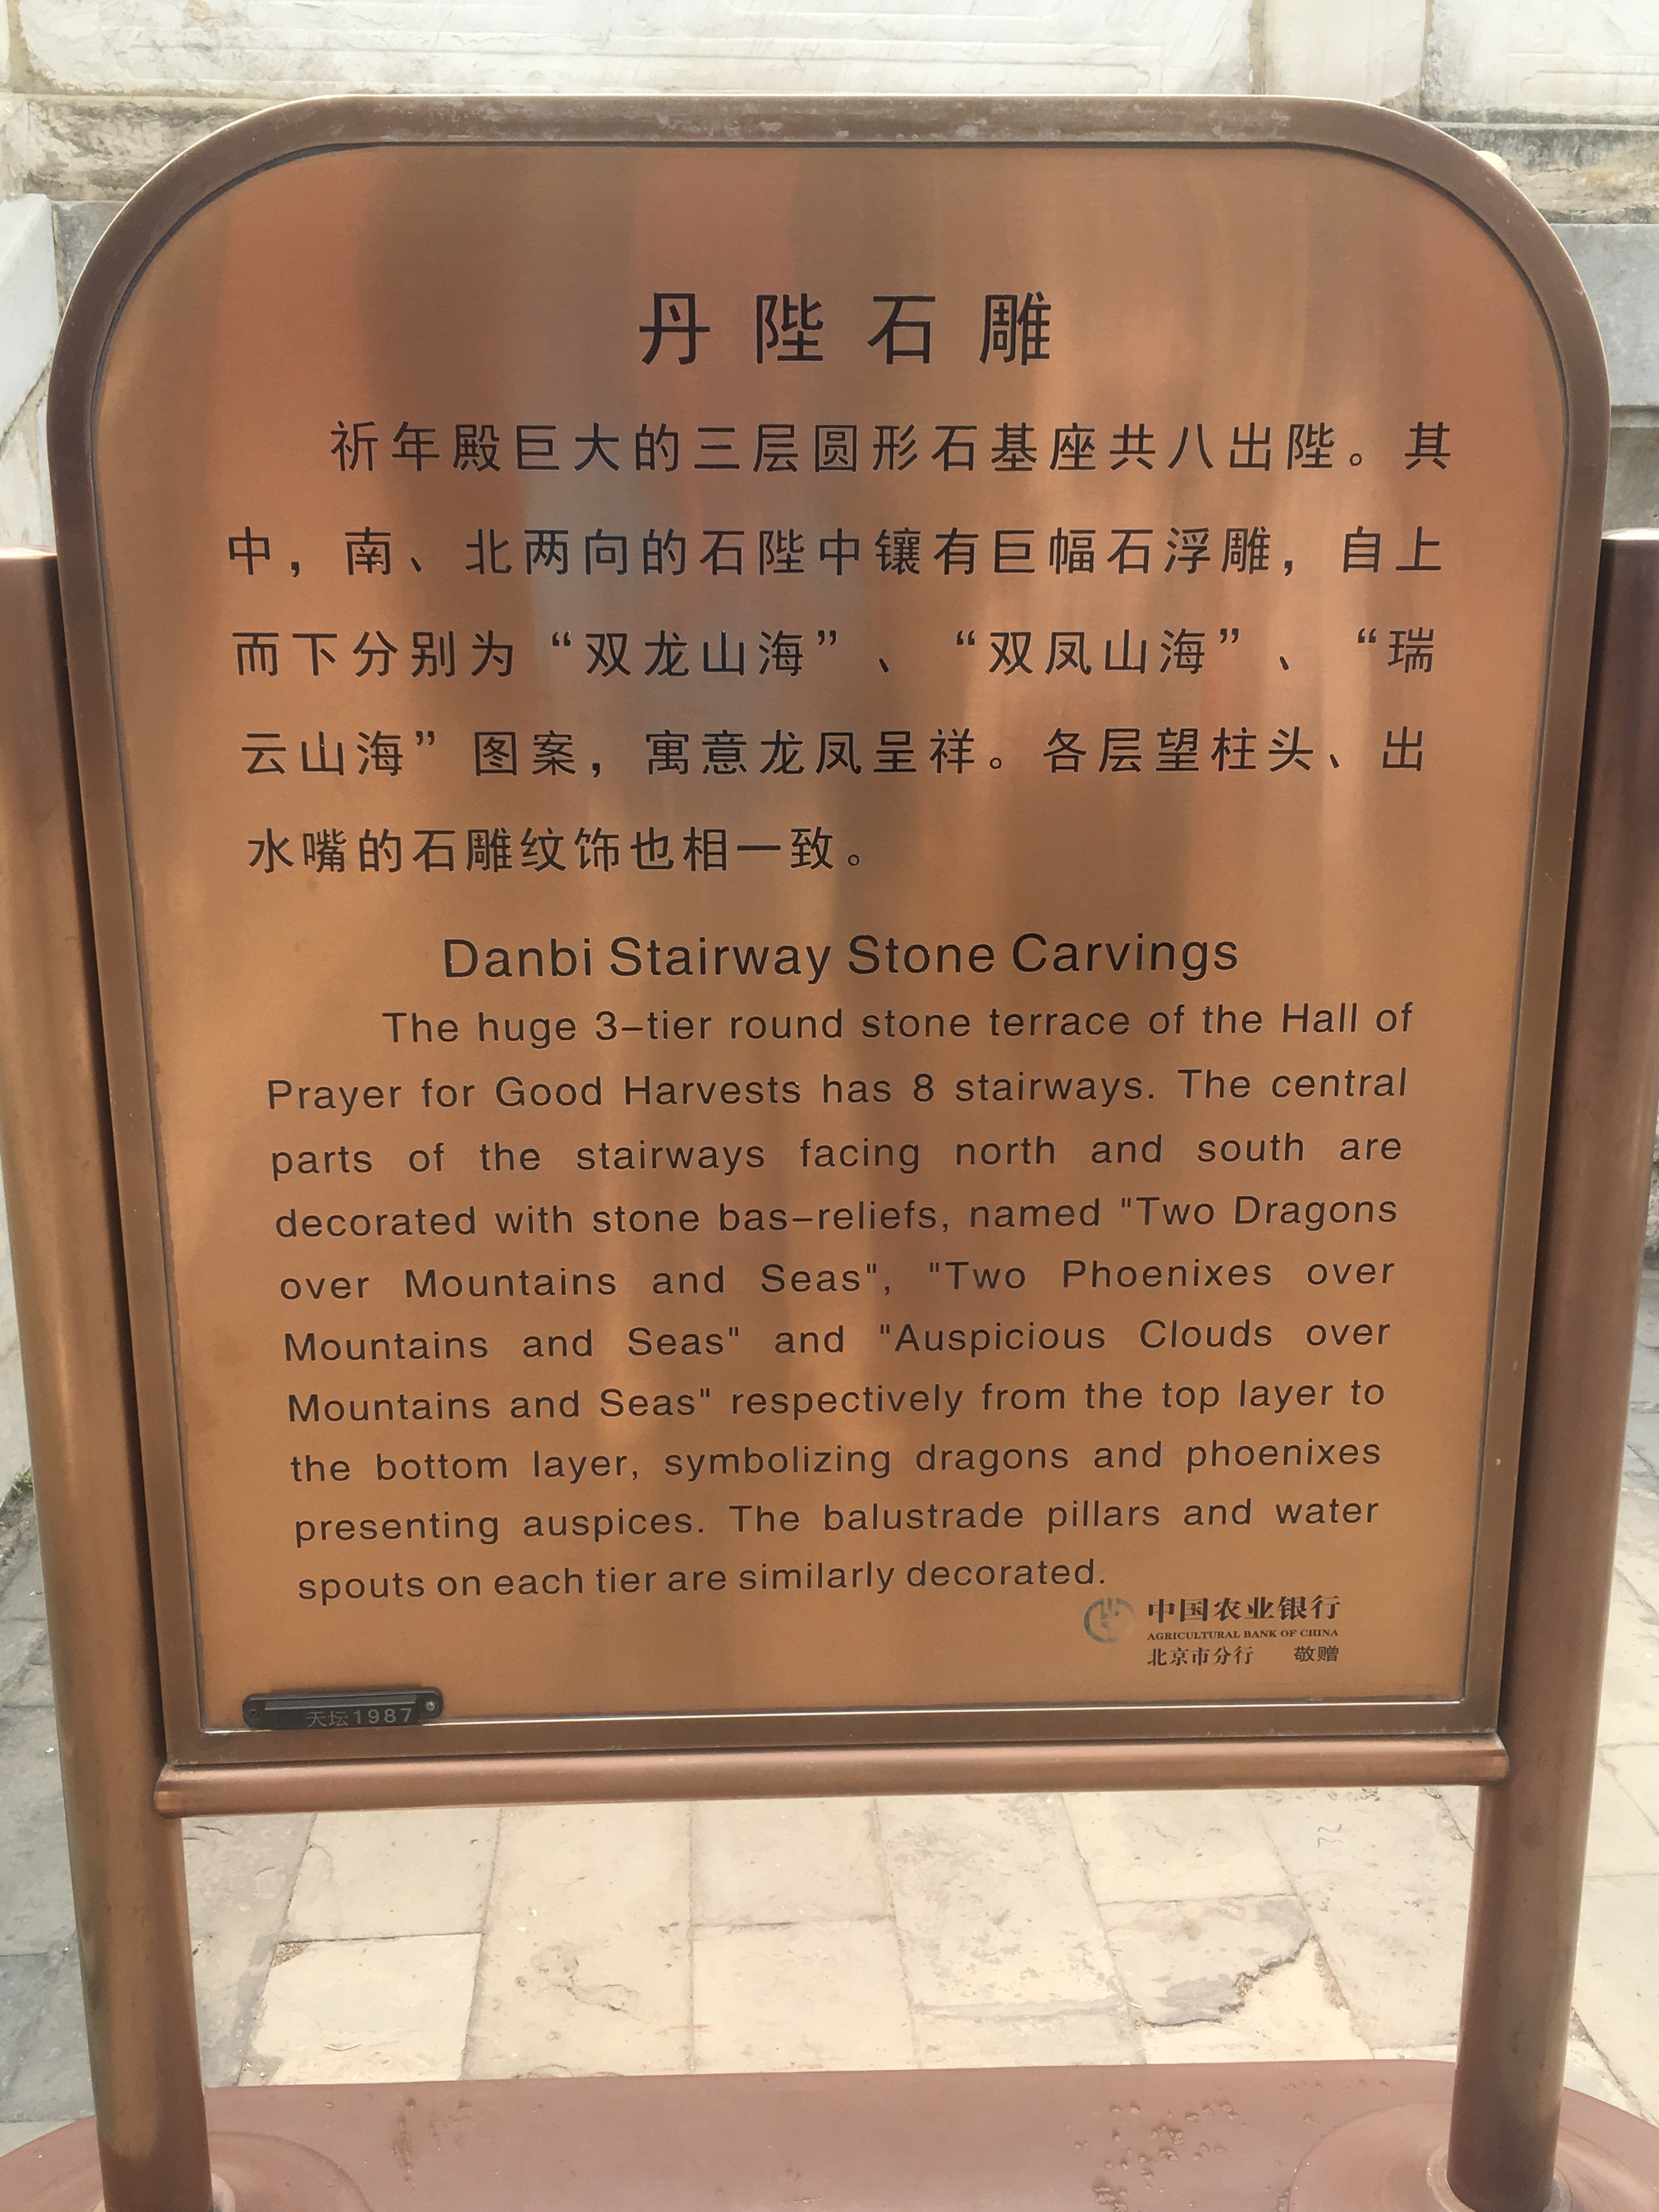 丹陛石雕
祈年殿巨大的三层圆形石基座共八出陛。其
中，南、北两向的石陛中镶有巨幅石浮雕，自上
而下分别为“双龙山海”、“双凤山海”、“瑞
云山海”图案，寓意龙凤呈祥。各层望柱头、出
水嘴的石雕纹饰也相一致。
Danbi Stairway Stone Carvings
The huge 3-tier round stone terrace of the Hall of
Prayer for Good Harvests has 8 stairways. The central
parts of the stairways facing north and south are
decorated with stone bas-reliefs, named "Two Dragons
over Mountains and Seas", "Two Phoenixes over
Mountains and Seas" and "Auspicious Clouds over
Mountains and Seas" respectively from the top layer to
the bottom layer, symbolizing dragons and phoenixes
presenting auspices. The balustrade pillars and water
spouts on each tier are similarly decorated.
中国农业银行
AGRICULTURAL BANK OF CHINA
北京市分行 敬赠
天坛1987